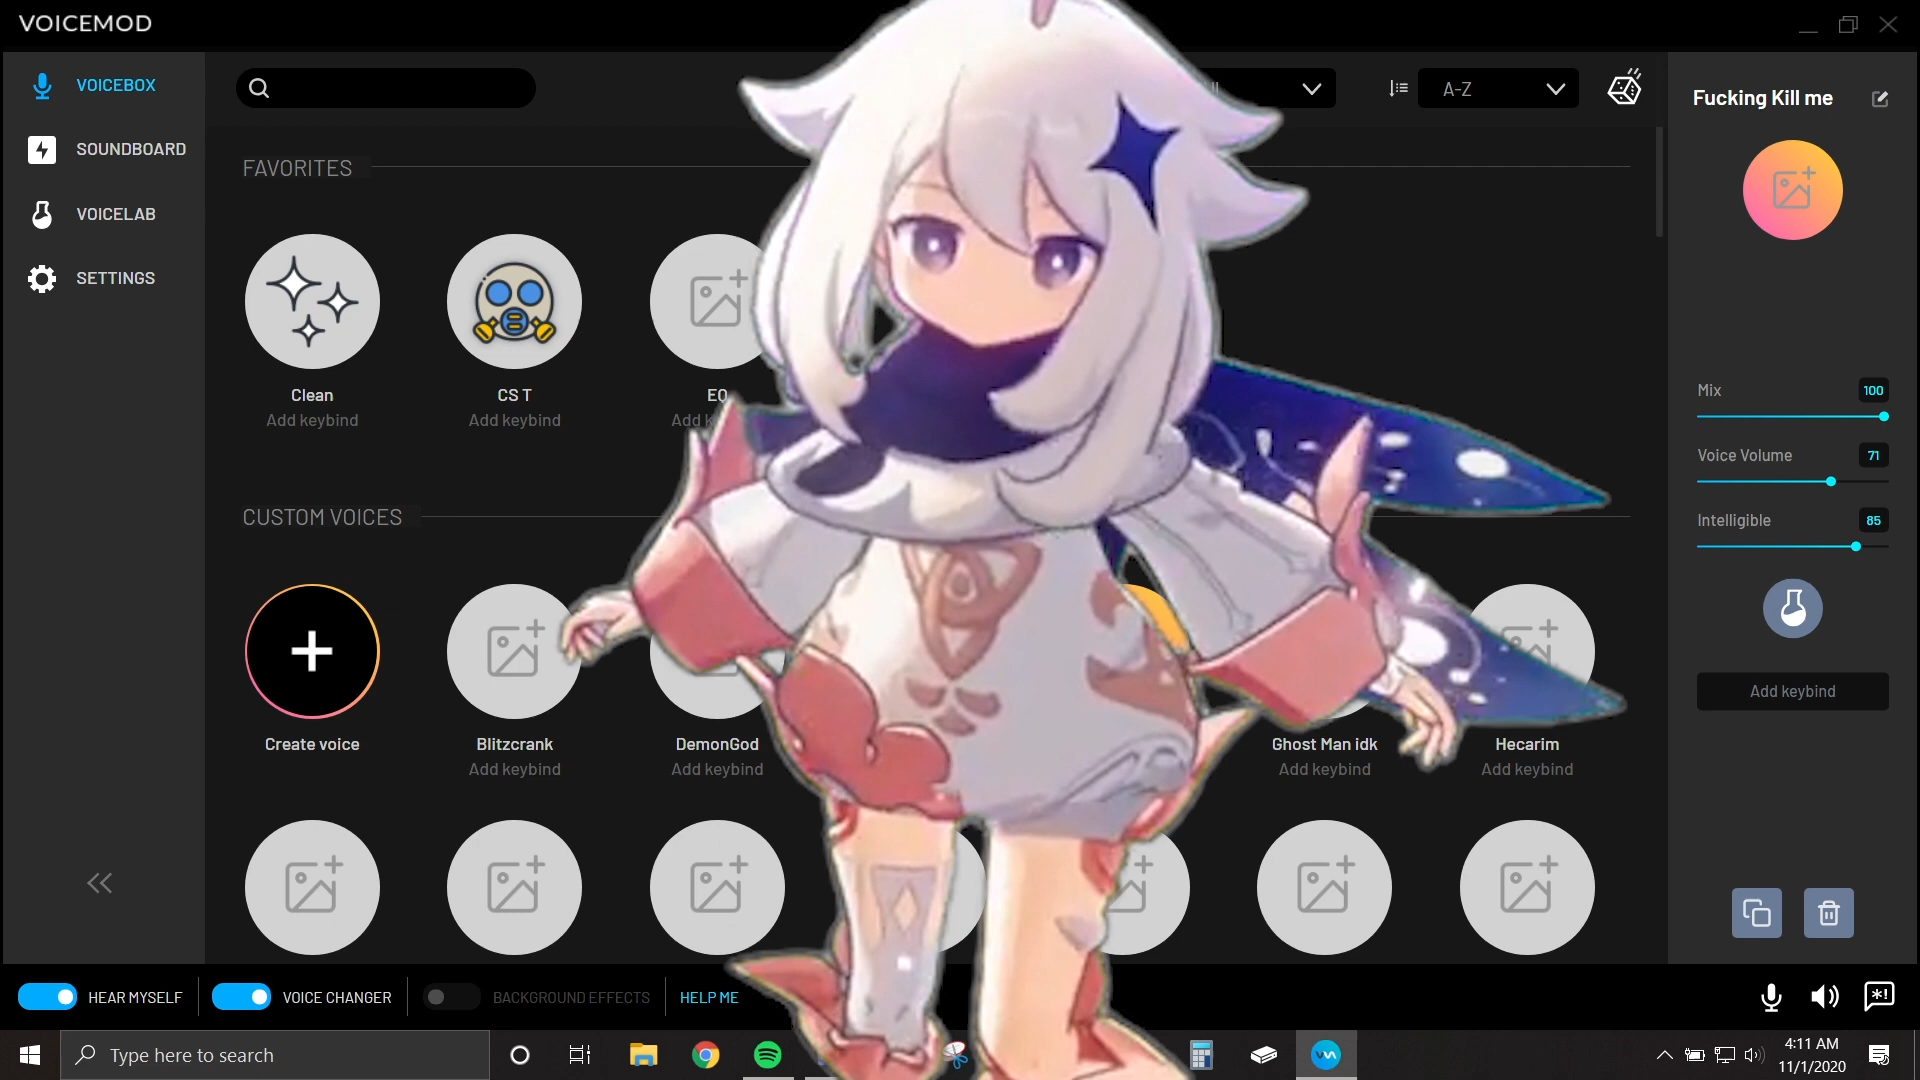 VOICEMOD
VOICEBOX
SOUNDBOARD
VOICELAB
SETTINGS
A-Z
FAVORITES
Clean
Add keybind
CS T
Add keybind
EQ
CUSTOM VOICES
Create voice
Blitzcrank
Add keybind
DemonGod
Add keybind
Ghost Man idk
Add keybind
Hecarim
Add keybind
Fucking Kill me
Mix
100
Voice Volume
71
Intelligible
85
Add keybind
HEAR MYSELF
VOICE CHANGER
BACKGROUND EFFECTS
HELP ME
Type here to search
4:11 AM
11/1/2020